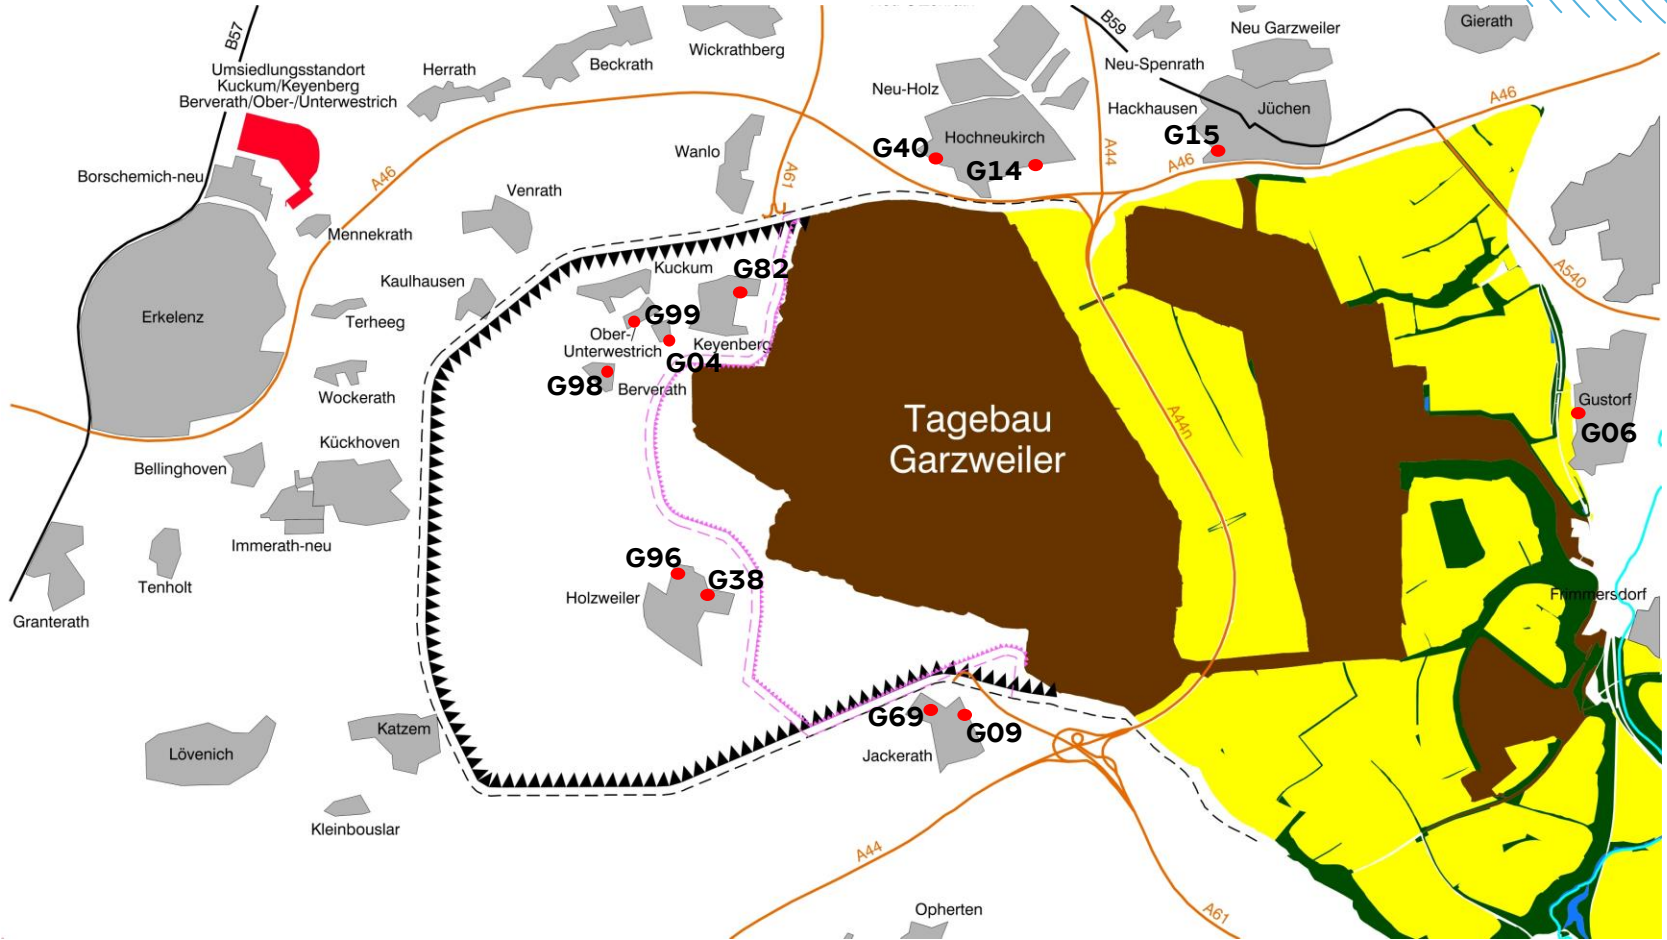 B57
Umsiedlungsstandort
Kuckum/Keyenberg
Berverath/Ober-/Unterwestrich
Herrath
Beckrath
Wickrathberg
B59
Neu Garzweiler
Gierath
Neu-Spenrath
Neu-Holz
Hackhausen
Jüchen
A46
Hochneukirch
G40
G14
G15
A44
A46
Wanlo
A61
Borschemich-neu
A46
Venrath
Mennekrath
Kaulhausen
Kuckum
G82
A540
Erkelenz
Terheeg
G99
Ober-/
Unterwestrich
Keyenberg
G04
G98
Berverath
Wockerath
Tagebau
Garzweiler
A44n
Gustorf
G06
Kückhoven
Bellinghoven
Immerath-neu
Tenholt
Granterath
G96
G38
Holzweiler
Frimmersdorf
G69
G09
Jackerath
Katzem
Lövenich
Kleinbouslar
A44
A61
Opherten